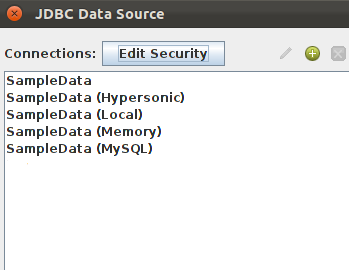 JDBC Data Source
Connections: Edit Security
SampleData
SampleData (Hypersonic)
SampleData (Local)
SampleData (Memory)
SampleData (MySQL)